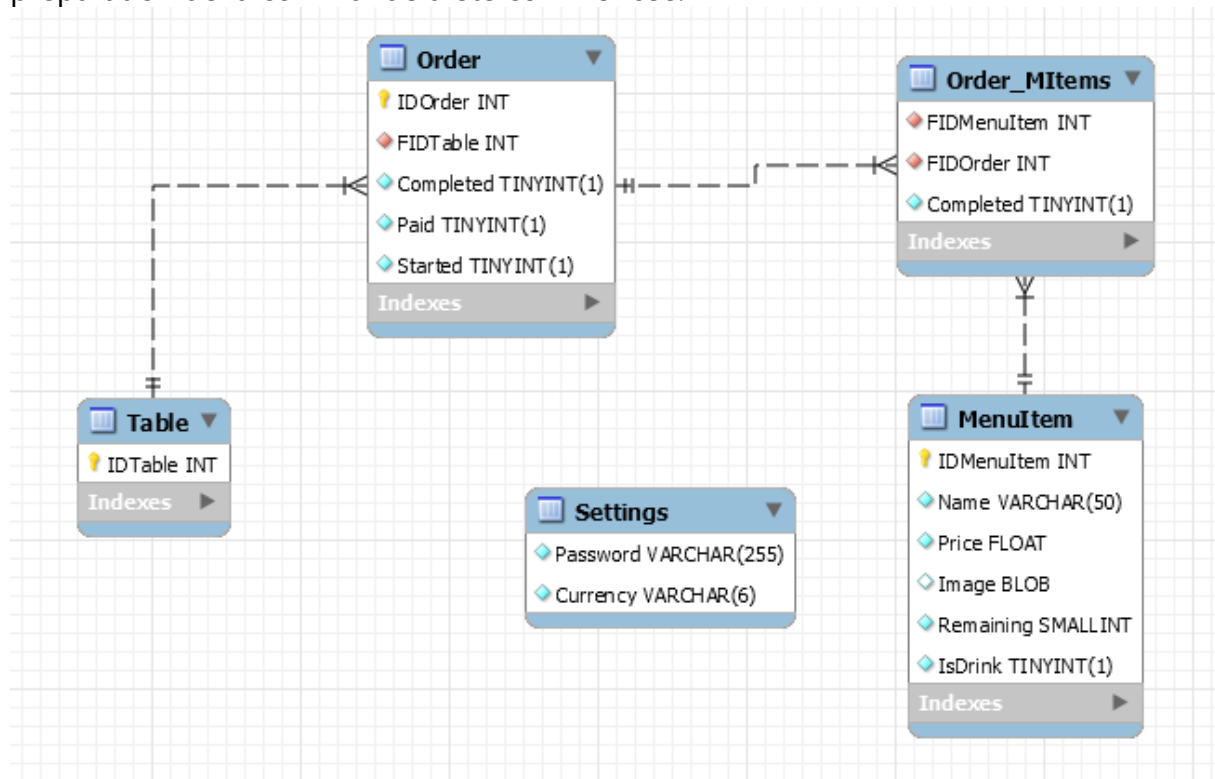 Order
IDOrder INT
FIDTable INT
Completed TINYINT(1)
Paid TINYINT(1)
Started TINYINT(1)
Indexes
Order_MItems
FIDMenuItem INT
FIDOrder INT
Completed TINYINT(1)
Indexes
Table
IDTable INT
Indexes
Settings
Password VARCHAR(255)
Currency VARCHAR(6)
MenuItem
IDMenuItem INT
Name VARCHAR(50)
Price FLOAT
Image BLOB
Remaining SMALLINT
IsDrink TINYINT(1)
Indexes